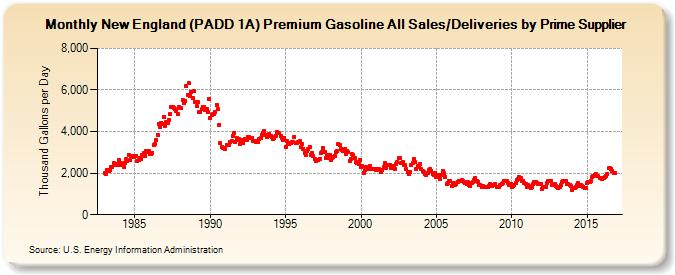 Monthly New England (PADD 1A) Premium Gasoline All Sales/Deliveries by Prime Supplier
Thousand Gallons per Day
8,000
6,000
4,000
2,000
0
1985 1990 1995 2000 2005 2010 2015
Source: U.S. Energy Information Administration